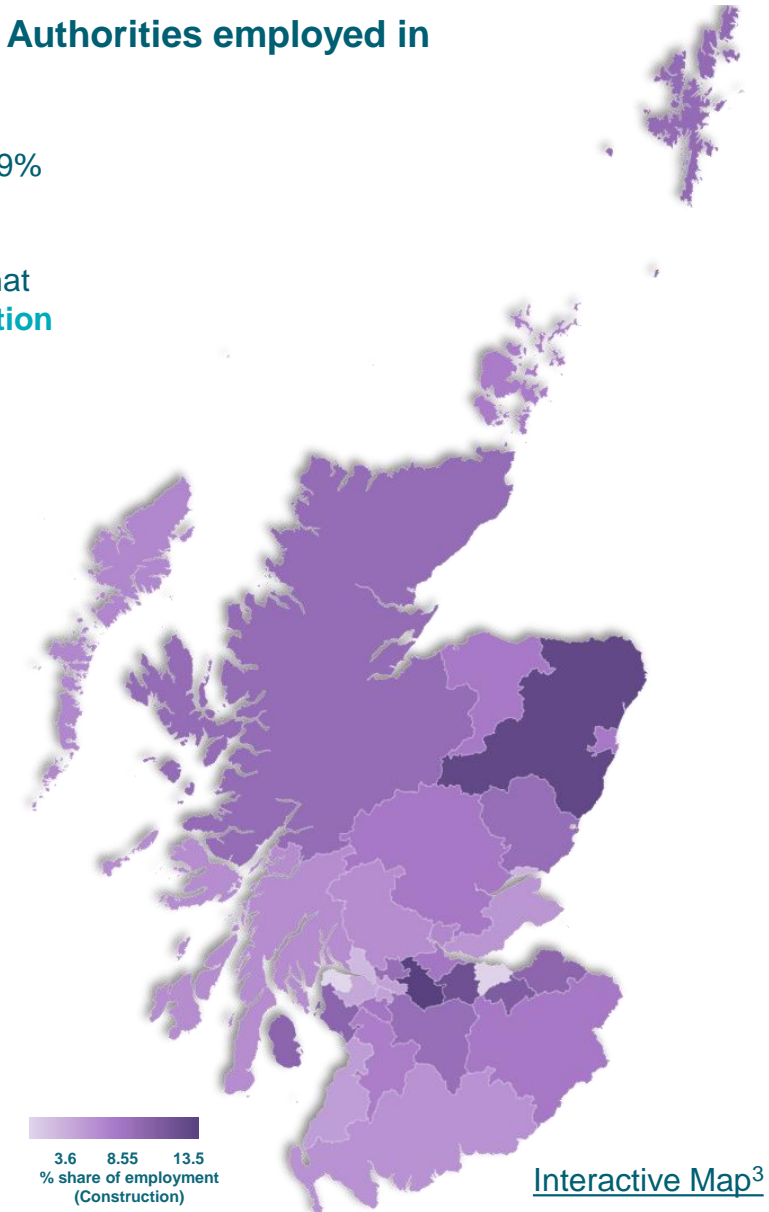 Authorities employed in
9%
at
tion
3.6 8.55 13.5
% share of employment
(Construction)
Interactive Map3